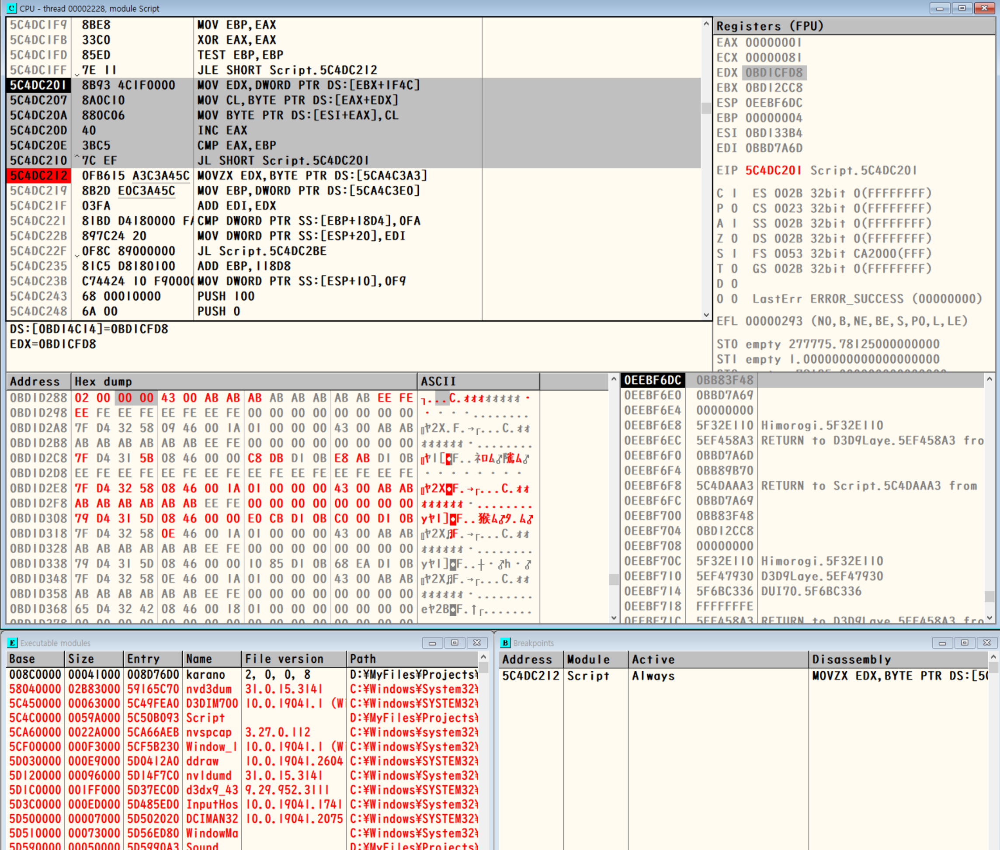 CPU - thread 00002228, module Script
5C4DC1F9 8BE8 MOV EBP,EAX
5C4DC1FB 33C0 XOR EAX,EAX
5C4DC1FD 85ED TEST EBP,EBP
5C4DC1FF 7E 11 JLE SHORT Script.5C4DC212
5C4DC201 8B93 4C1F0000 MOV EDX,DWORD PTR DS:[EBX+1F4C]
5C4DC207 8A0C10 MOV CL,BYTE PTR DS:[EAX+EDX]
5C4DC20A 880C06 MOV BYTE PTR DS:[ESI+EAX],CL
5C4DC20D 40 INC EAX
5C4DC20E 3BC5 CMP EAX,EBP
5C4DC210 ^7C EF JL SHORT Script.5C4DC201
5C4DC212 0FB615 A3C3A45C MOVZX EDX,BYTE PTR DS:[5CA4C3A3]
5C4DC219 8B2D E0C3A45C MOV EBP,DWORD PTR DS:[5CA4C3E0]
5C4DC21F 03FA ADD EDI,EDX
5C4DC221 81BD D4180000 FA CMP DWORD PTR SS:[EBP+18D4],0FA
5C4DC22B 897C24 20 MOV DWORD PTR SS:[ESP+20],EDI
5C4DC22F 0F8C 89000000 JL Script.5C4DC2BE
5C4DC235 81C5 D8180100 ADD EBP,118D8
5C4DC23B C74424 10 F90000 MOV DWORD PTR SS:[ESP+10],0F9
5C4DC243 68 00010000 PUSH 100
5C4DC248 6A 00 PUSH 0
DS:[0BD14C14]=0BD1CFD8
EDX=0BD1CFD8
Registers (FPU)
EAX 00000001
ECX 00000081
EDX 0BD1CFD8
EBX 0BD12CC8
ESP 0EEBF6DC
EBP 00000004
ESI 0BD133B4
EDI 0BBD7A6D
EIP 5C4DC201 Script.5C4DC201
C 1 ES 002B 32bit 0(FFFFFFFF)
P 0 CS 0023 32bit 0(FFFFFFFF)
A 1 SS 002B 32bit 0(FFFFFFFF)
Z 0 DS 002B 32bit 0(FFFFFFFF)
S 1 FS 0053 32bit CA2000(FFF)
T 0 GS 002B 32bit 0(FFFFFFFF)
D 0
O 0 LastErr ERROR_SUCCESS (00000000)
EFL 00000293 (NO,B,NE,BE,S,PO,L,LE)
ST0 empty 277775.78125000000000
ST1 empty 1.0000000000000000000
Address Hex dump ASCII
0BD1D288 02 00 00 00 43 00 AB AB AB AB AB AB AB AB EE FE ┐...C.ｫｫｫｫｫｫｫｫ・
0BD1D298 EE FE EE FE EE FE EE FE 00 00 00 00 00 00 00 00 ・・・・........
0BD1D2A8 7F D4 32 58 09 46 00 1A 01 00 00 00 43 00 AB AB ﾔ2X.F.→┌...C.ｫｫ
0BD1D2B8 AB AB AB AB AB AB EE FE 00 00 00 00 00 00 00 00 ｫｫｫｫｫｫ・........
0BD1D2C8 7F D4 31 5B 08 46 00 00 C8 DB D1 0B E8 AB D1 0B ﾔ1[◘F..ﾈﾛﾑ♂隲ﾑ♂
0BD1D2D8 EE FE EE FE EE FE EE FE EE FE EE FE EE FE EE FE ・・・・・・・・
0BD1D2E8 7F D4 32 58 08 46 00 1A 01 00 00 00 43 00 AB AB ﾔ2X◘F.→┌...C.ｫｫ
0BD1D2F8 AB AB AB AB AB AB EE FE 00 00 00 00 00 00 00 00 ｫｫｫｫｫｫ・........
0BD1D308 79 D4 31 5D 08 46 00 00 E0 CB D1 0B C0 00 D1 0B yﾔ1]◘F..猴ﾑ♂ﾀ.ﾑ♂
0BD1D318 7F D4 32 58 0E 46 00 1A 01 00 00 00 43 00 AB AB ﾔ2X♫F.→┌...C.ｫｫ
0BD1D328 AB AB AB AB AB AB EE FE 00 00 00 00 00 00 00 00 ｫｫｫｫｫｫ・........
0BD1D338 79 D4 31 5D 08 46 00 00 10 85 D1 0B 68 EA D1 0B yﾔ1]◘F..┼・♂h・♂
0BD1D348 7F D4 32 58 0E 46 00 1A 01 00 00 00 43 00 AB AB ﾔ2X♫F.→┌...C.ｫｫ
0BD1D358 AB AB AB AB AB AB EE FE 00 00 00 00 00 00 00 00 ｫｫｫｫｫｫ・........
0BD1D368 65 D4 32 42 08 46 00 18 01 00 00 00 00 00 00 00 eﾔ2B◘F.↑┌.......
0BD1D378 00 00 00 00 00 00 00 00 00 00 00 00 00 00 00 00
0EEBF6DC 0BB83F48
0EEBF6E0 0BBD7A69
0EEBF6E4 00000000
0EEBF6E8 5F32E110 Himorogi.5F32E110
0EEBF6EC 5EF458A3 RETURN to D3D9Laye.5EF458A3 fro
0EEBF6F0 0BBD7A6D
0EEBF6F4 0BB89B70
0EEBF6F8 5C4DAAA3 RETURN to Script.5C4DAAA3 from
0EEBF6FC 0BBD7A69
0EEBF700 0BB83F48
0EEBF704 0BD12CC8
0EEBF708 00000000
0EEBF70C 5F32E110 Himorogi.5F32E110
0EEBF710 5EF47930 D3D9Laye.5EF47930
0EEBF714 5F6BC336 DUI70.5F6BC336
0EEBF718 FFFFFFFE
0EEBF71C 5EF458A3 RETURN to D3D9Laye.5EF458A3 fro
Executable modules
Base Size Entry Name File version Path
008C0000 00041000 008D76D0 karano 2, 0, 0, 8 D:¥MyFiles¥Projects¥
58040000 02B83000 59165C70 nvd3dum 31.0.15.3141 C:¥Windows¥System32¥
5C450000 00063000 5C49FEA0 D3DIM700 10.0.19041.1 (Wi C:¥Windows¥SYSTEM32¥
5C4C0000 0059A000 5C50B093 Script D:¥MyFiles¥Projects¥
5CA60000 0022A000 5CA66AEB nvspcap 3.27.0.112 C:¥Windows¥system32¥
5CF00000 000F3000 5CF5B230 Window_1 10.0.19041.1 (Wi C:¥Windows¥System32¥
5D030000 000E9000 5D0412A0 ddraw 10.0.19041.2604 C:¥Windows¥SYSTEM32¥
5D120000 00096000 5D14F7C0 nvldumd 31.0.15.3141 C:¥Windows¥System32¥
5D1C0000 001FF000 5D37EC0D d3dx9_43 9.29.952.3111 C:¥Windows¥SYSTEM32¥
5D3C0000 000ED000 5D485ED0 InputHos 10.0.19041.1741 C:¥Windows¥System32¥
5D500000 00007000 5D502020 DCIMAN32 10.0.19041.2075 C:¥Windows¥SYSTEM32¥
5D510000 00073000 5D56ED80 WindowMa C:¥Windows¥System32¥
5D590000 00050000 5D5990A3 Sound D:¥MyFiles¥Projects¥
Breakpoints
Address Module Active Disassembly
5C4DC212 Script Always MOVZX EDX,BYTE PTR DS:[5C